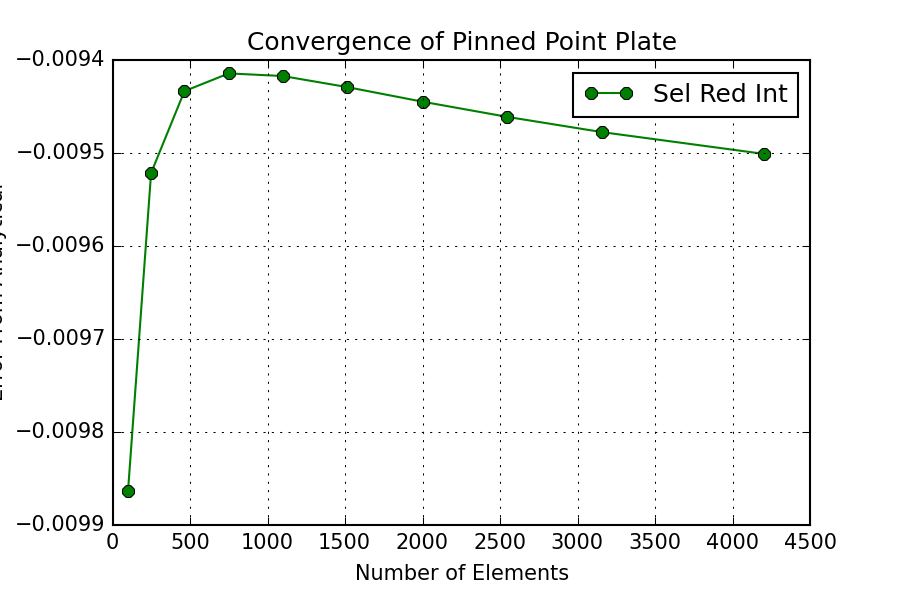 Convergence of Pinned Point Plate
−0.0094
−0.0095
−0.0096
−0.0097
−0.0098
−0.0099
Sel Red Int
0 500 1000 1500 2000 2500 3000 3500 4000 4500
Number of Elements